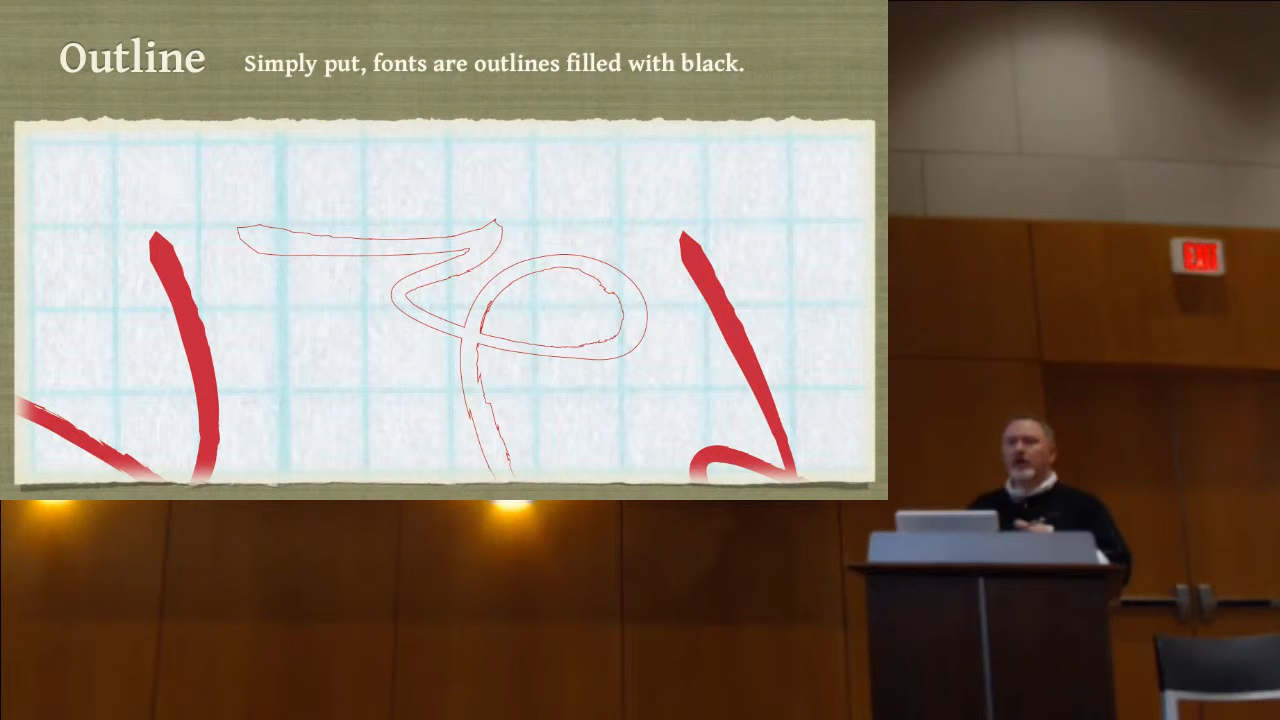 Outline
Simply put, fonts are outlines filled with black.
EXIT